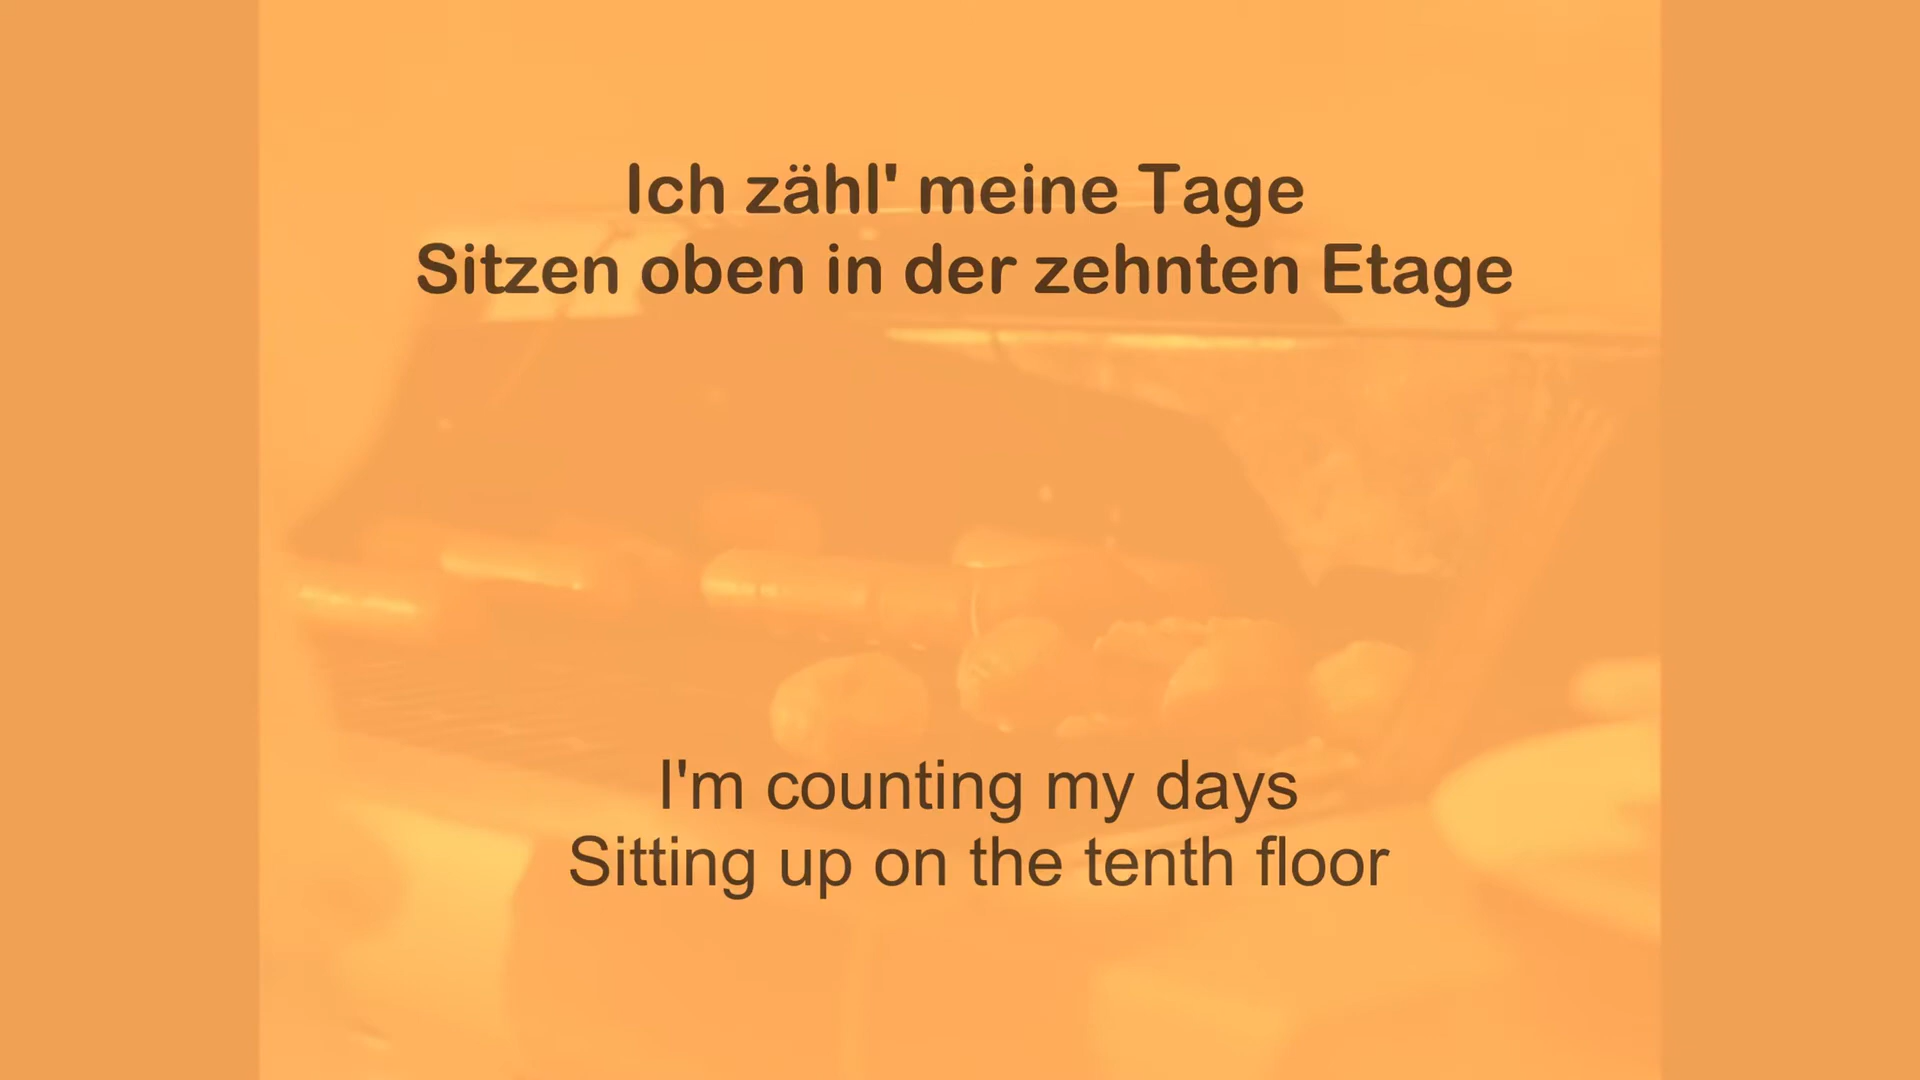 Ich zähl' meine Tage
Sitzen oben in der zehnten Etage
I'm counting my days
Sitting up on the tenth floor